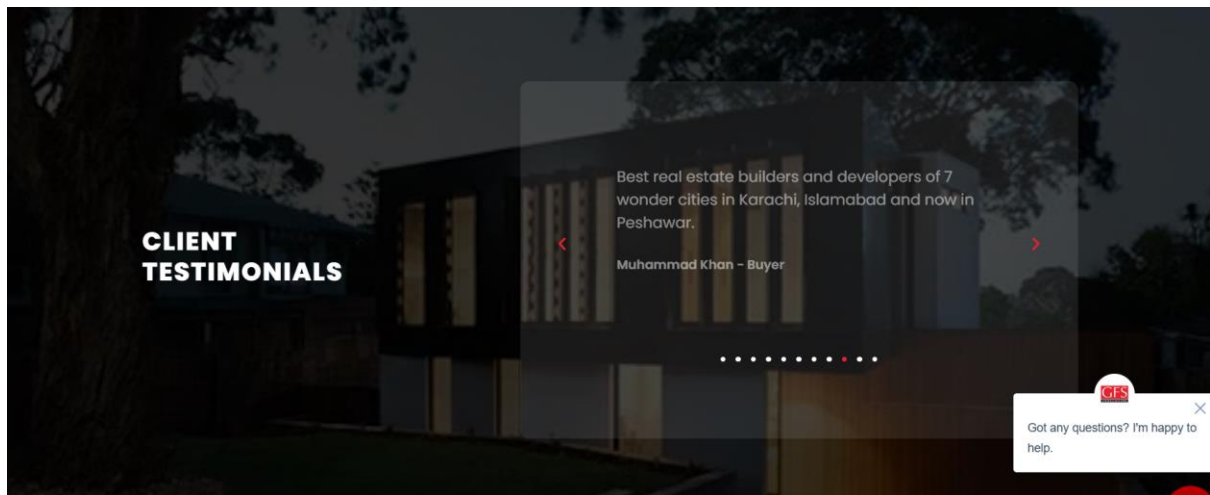 CLIENT
TESTIMONIALS
Best real estate builders and developers of 7
wonder cities in Karachi, Islamabad and now in
Peshawar.
Muhammad Khan - Buyer
GFS
Got any questions? I'm happy to
help.